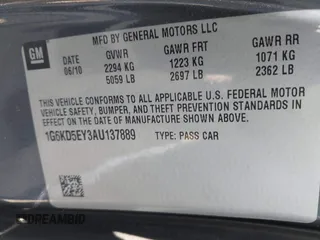 GM
MFD BY GENERAL MOTORS LLC
DATE GVWR GAWR FRT GAWR RR
06/10 2294 KG 1223 KG 1071 KG
5059 LB 2697 LB 2362 LB
THIS VEHICLE CONFORMS TO ALL APPLICABLE U.S. FEDERAL MOTOR
VEHICLE SAFETY, BUMPER, AND THEFT PREVENTION STANDARDS IN
EFFECT ON THE DATE OF MANUFACTURE SHOWN ABOVE.
1G6KD5EY3AU137889 TYPE: PASS CAR
DREAMBID